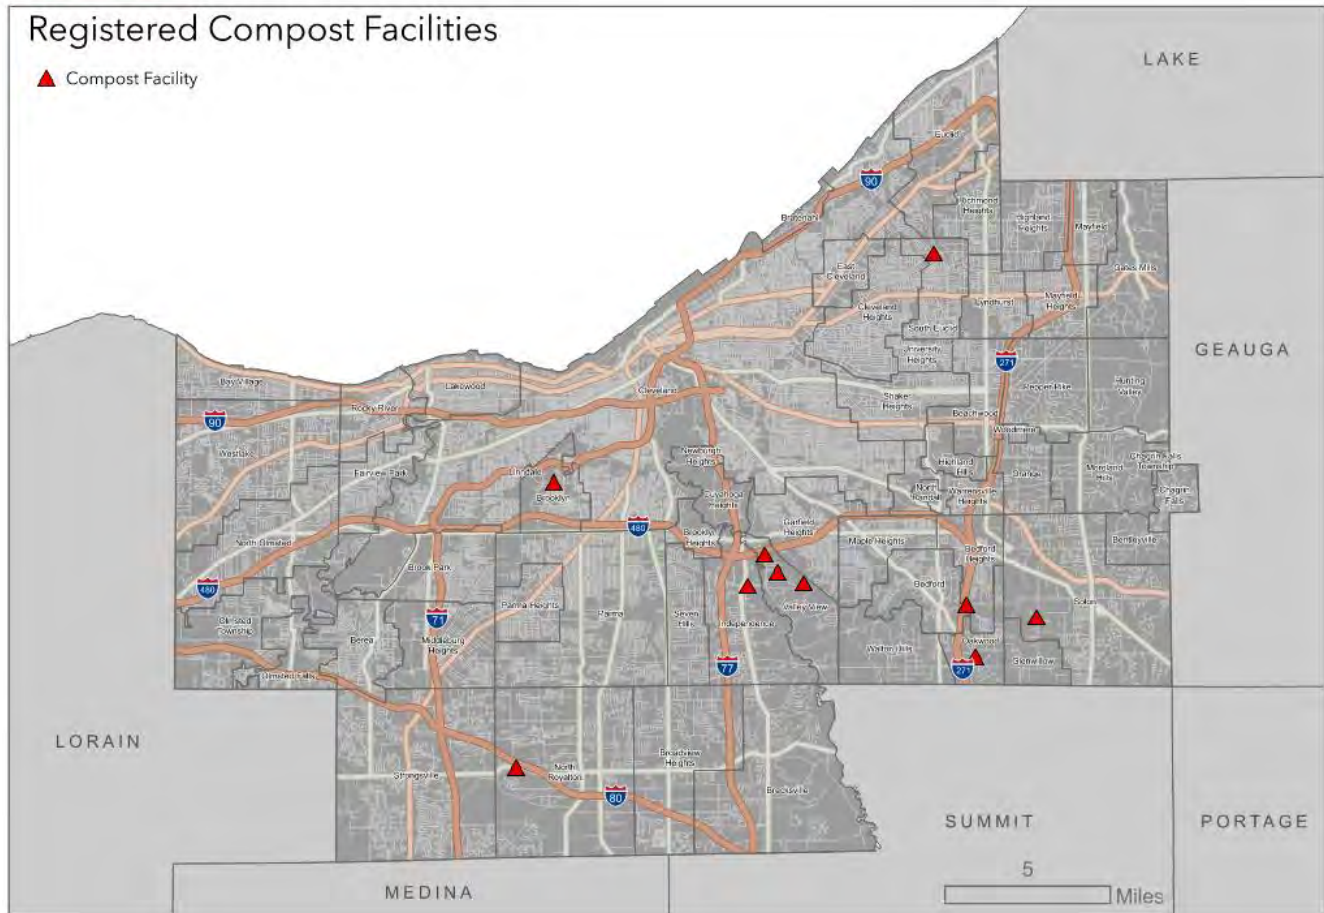 Registered Compost Facilities
Compost Facility
LAKE
Euclid
90
Bratenahl
Richmond
Heights
Highland
Heights
Mayfield
East
Cleveland
Gates Mills
Cleveland
Heights
Lyndhurst
Mayfield
Heights
South Euclid
University
Heights
271
GEAUGA
Bay Village
Lakewood
Cleveland
Pepper Pike
Hunting
Valley
Shaker
Heights
Rocky River
90
Beachwood
Woodmere
Westlake
Fairview Park
Newburgh
Heights
Linndale
Brooklyn
Highland
Hills
Orange
Moreland
Hills
Chagrin Falls
Township
North
Randall
Warrensville
Heights
Chagrin
Falls
Cuyahoga
Heights
480
Garfield
Heights
Brooklyn
Heights
Maple Heights
North Olmsted
Bedford
Heights
Bentleyville
Brook Park
480
Bedford
Parma Heights
Parma
Seven
Hills
Valley View
Independence
Solon
Olmsted
Township
71
Berea
Middleburg
Heights
Oakwood
Walton Hills
Glenwillow
77
271
Olmsted Falls
LORAIN
Broadview
Heights
North
Royalton
Strongsville
Brecksville
80
SUMMIT
PORTAGE
5
Miles
MEDINA